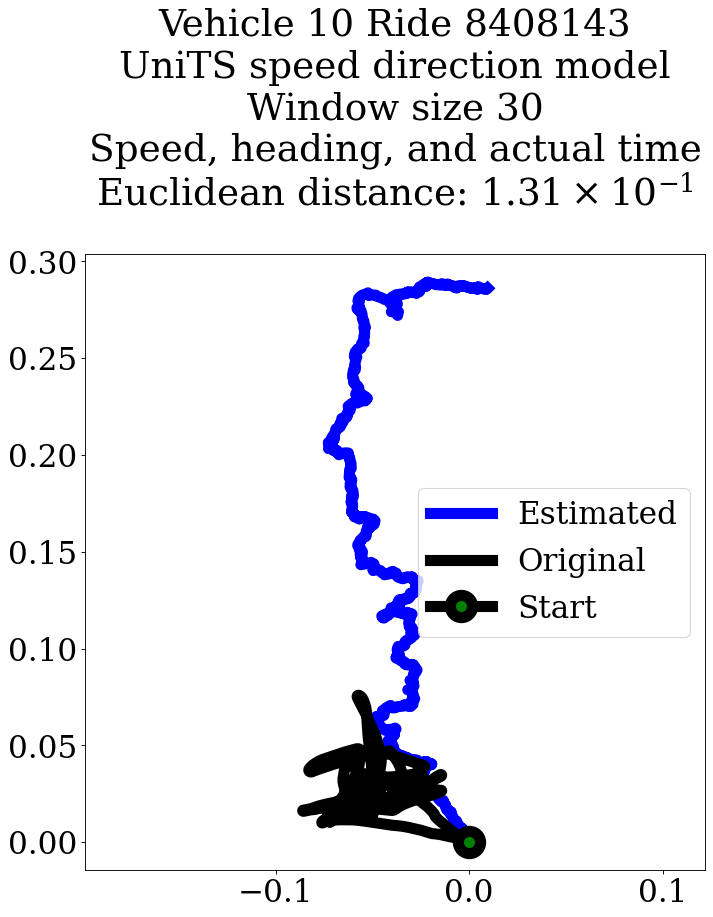 Vehicle 10 Ride 8408143
UniTS speed direction model
Window size 30
Speed, heading, and actual time
Euclidean distance: 1.31 × 10⁻¹
0.30
0.25
0.20
0.15
0.10
0.05
0.00
−0.1
0.0
0.1
Estimated
Original
Start